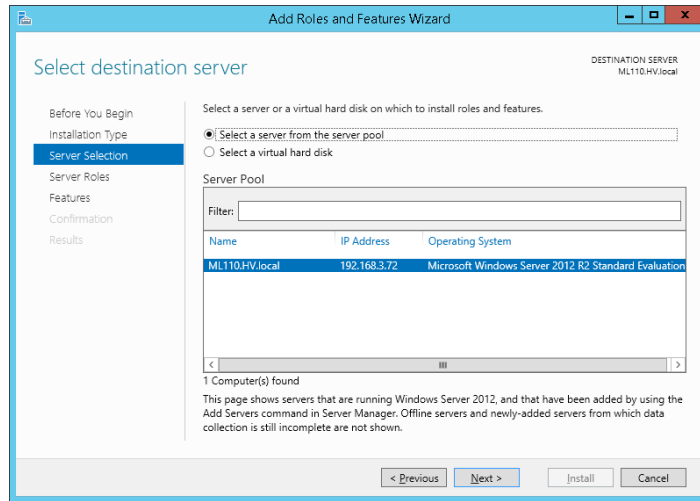 Add Roles and Features Wizard
Select destination server
DESTINATION SERVER
ML110.HV.local
Before You Begin
Installation Type
Server Selection
Server Roles
Features
Confirmation
Results
Select a server or a virtual hard disk on which to install roles and features.
Select a server from the server pool
Select a virtual hard disk
Server Pool
Filter:
Name IP Address Operating System
ML110.HV.local 192.168.3.72 Microsoft Windows Server 2012 R2 Standard Evaluation
1 Computer(s) found
This page shows servers that are running Windows Server 2012, and that have been added by using the
Add Servers command in Server Manager. Offline servers and newly-added servers from which data
collection is still incomplete are not shown.
< Previous Next > Install Cancel